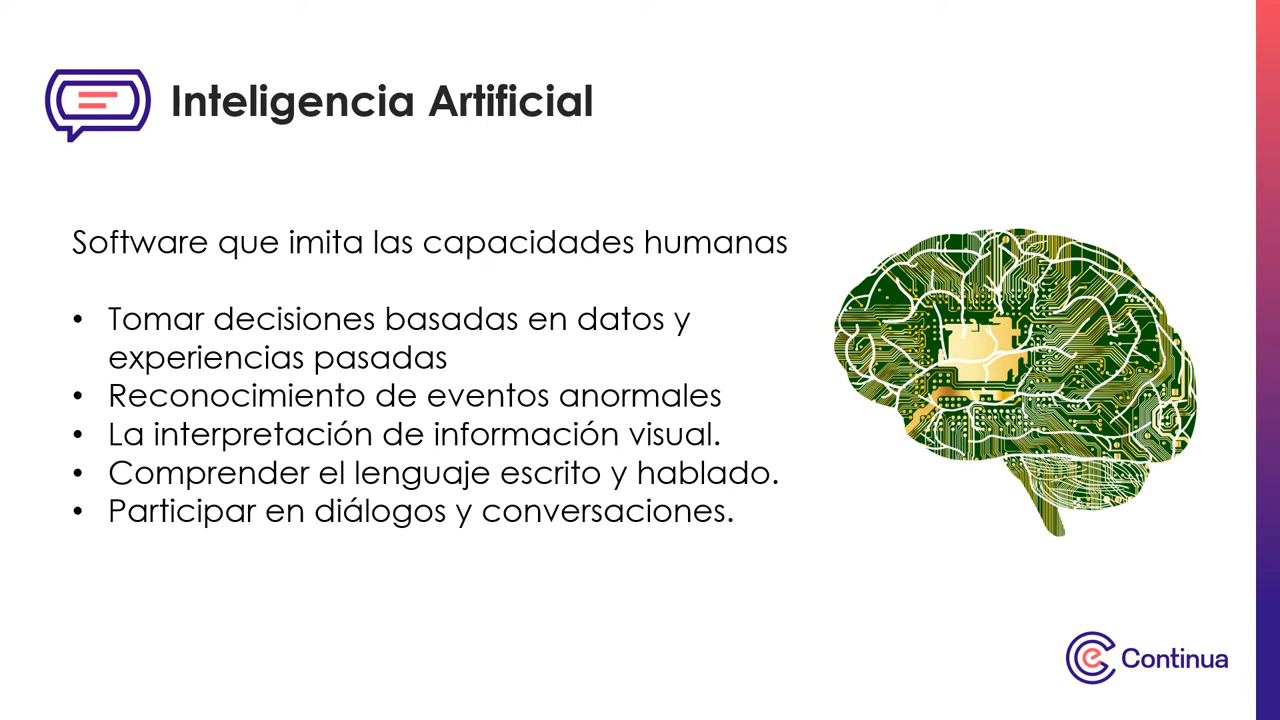 Inteligencia Artificial
Software que imita las capacidades humanas
• Tomar decisiones basadas en datos y
experiencias pasadas
• Reconocimiento de eventos anormales
• La interpretación de información visual.
• Comprender el lenguaje escrito y hablado.
• Participar en diálogos y conversaciones.
Continua